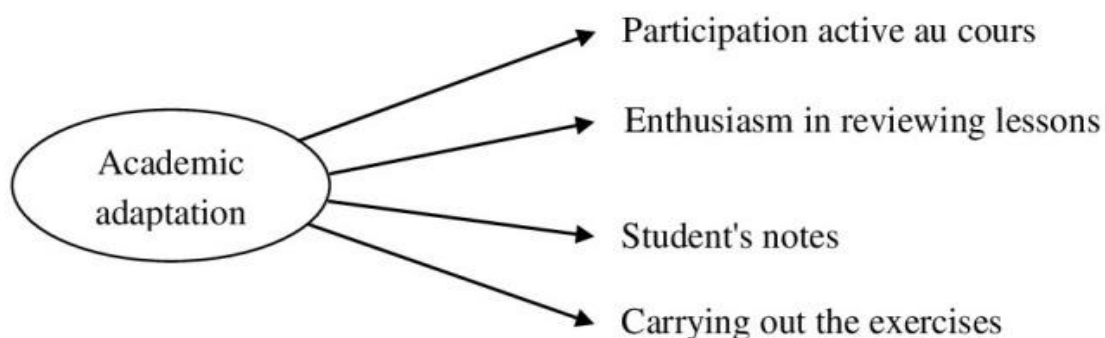 Participation active au cours
Enthusiasm in reviewing lessons
Academic
adaptation
Student's notes
Carrying out the exercises